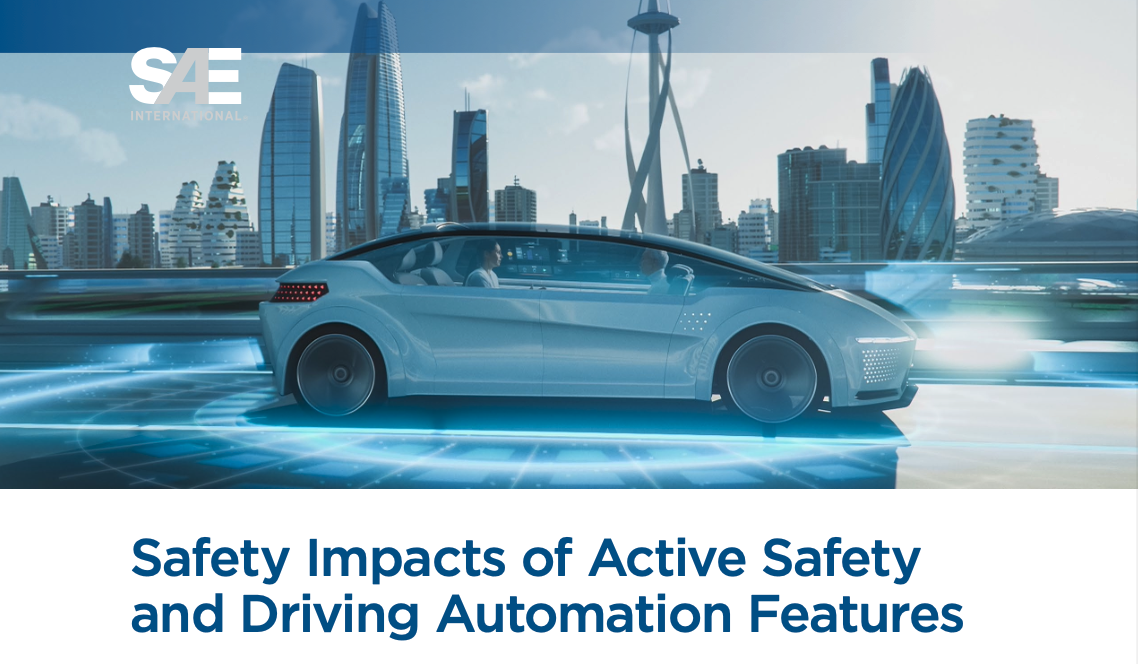 SAE
INTERNATIONAL
Safety Impacts of Active Safety
and Driving Automation Features